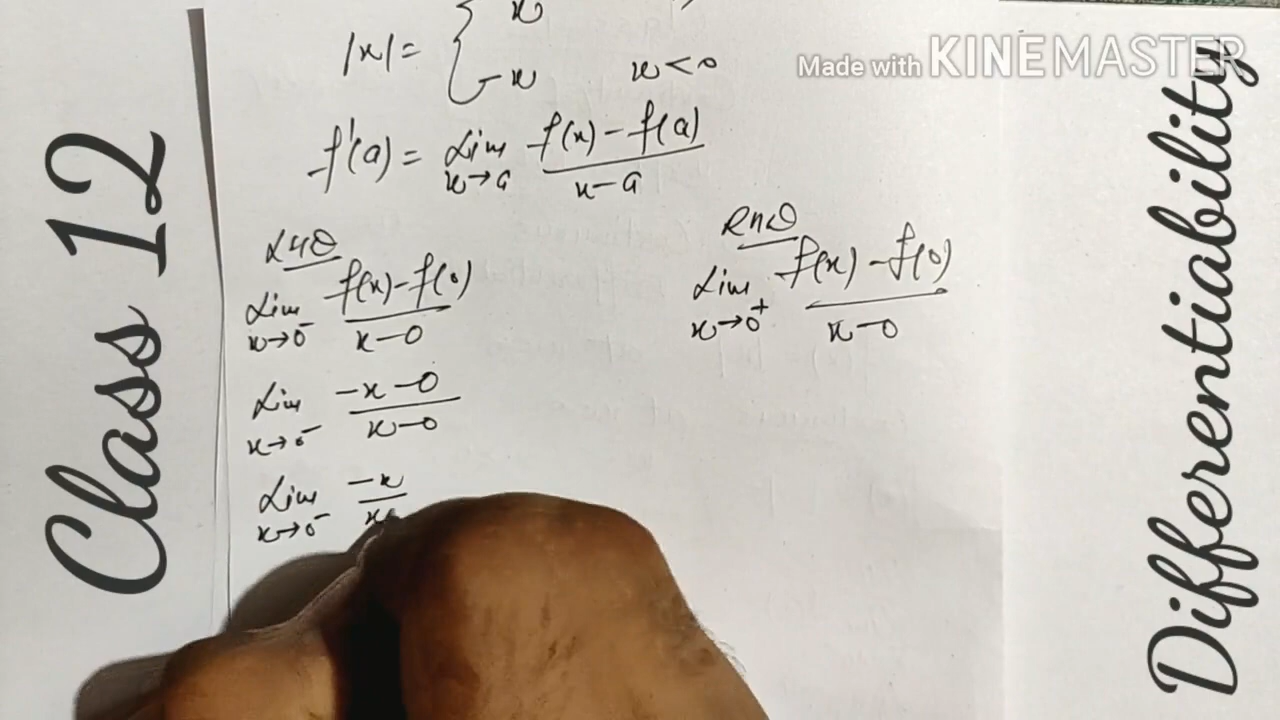 Class 12
Made with KINEMASTER
Differentiability
|x| = { x
-x x < 0
f'(a) = Lim x→a f(x) - f(a) / x - a
LHD
Lim x→0⁻ f(x) - f(0) / x - 0
Lim x→0⁻ -x - 0 / x - 0
Lim x→0⁻ -x / x
RHD
Lim x→0⁺ f(x) - f(0) / x - 0